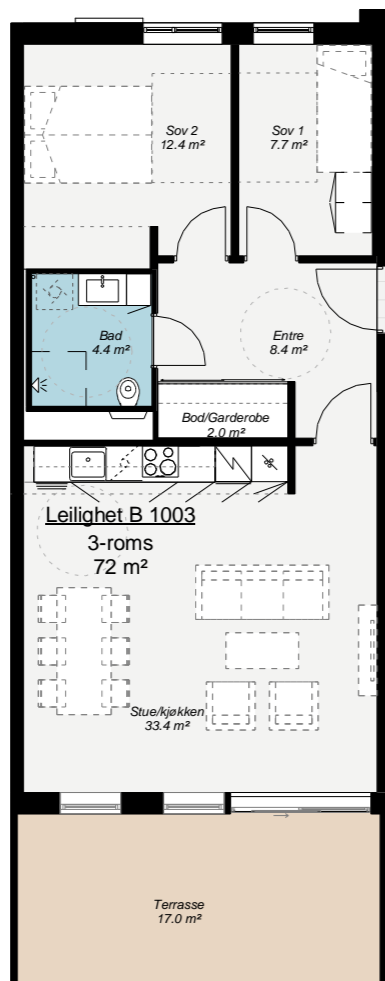 Sov 2
12.4 m²
Sov 1
7.7 m²
Bad
4.4 m²
Entre
8.4 m²
Bod/Garderobe
2.0 m²
Leilighet B 1003
3-roms
72 m²
Stue/kjøkken
33.4 m²
Terrasse
17.0 m²